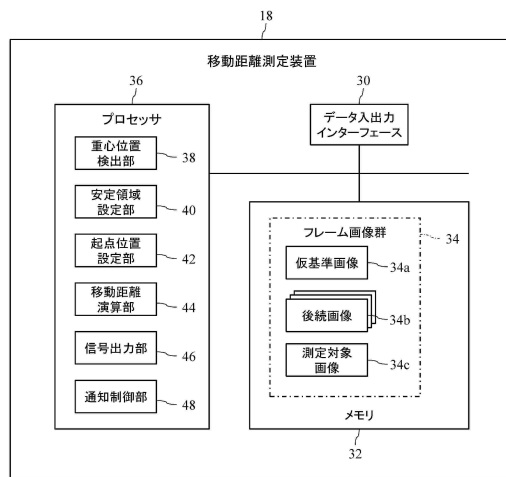 18
移動距離測定装置
36
プロセッサ
重心位置
検出部
38
安定領域
設定部
40
起点位置
設定部
42
移動距離
演算部
44
信号出力部
46
通知制御部
48
30
データ入出力
インターフェース
フレーム画像群
34
仮基準画像
34a
後続画像
34b
測定対象
画像
34c
メモリ
32